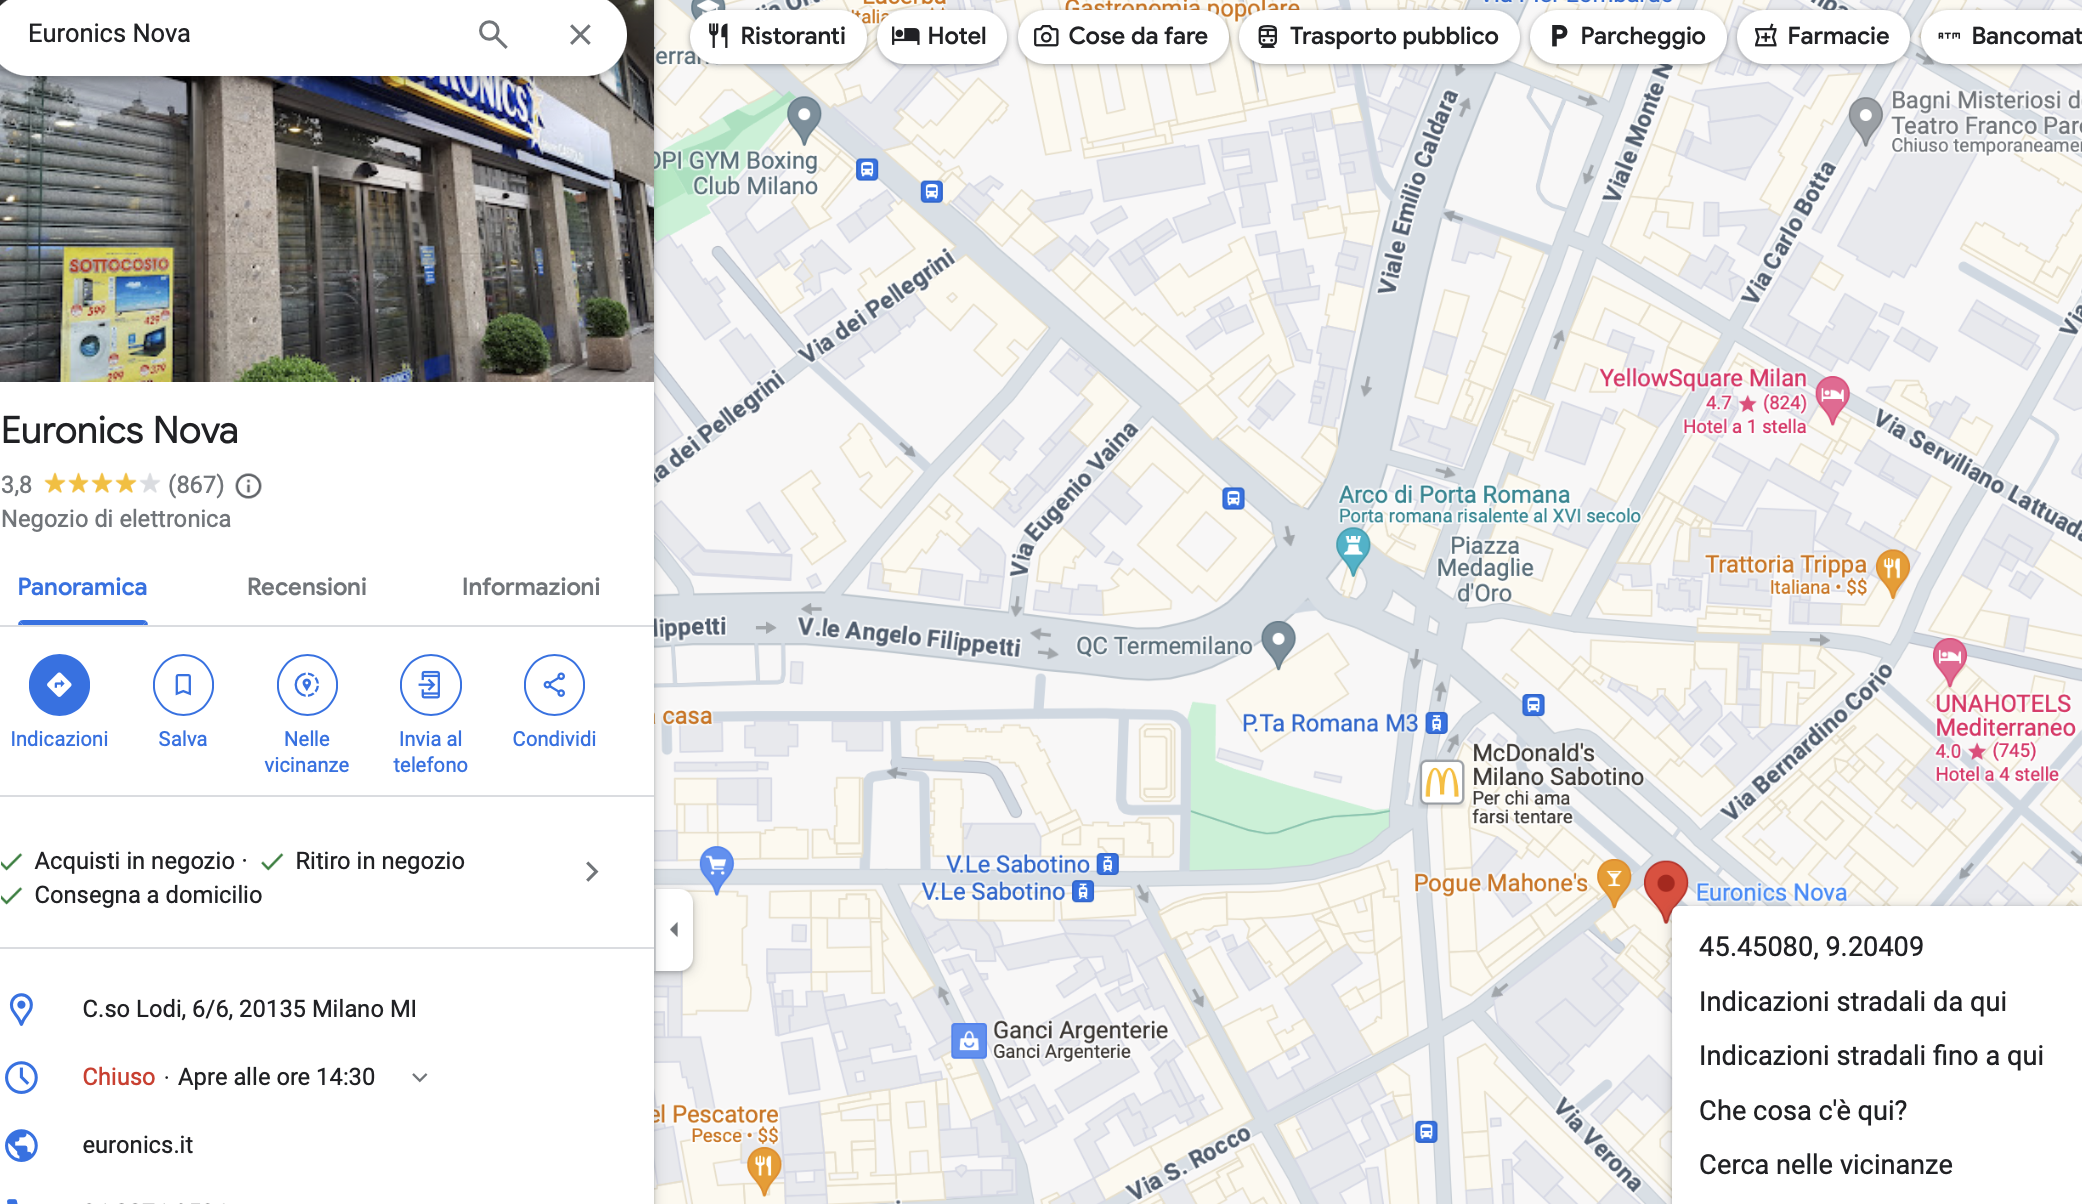 Euronics Nova
SOTTOCOSTO
399
429
299
Euronics Nova
3,8 (867)
Negozio di elettronica
Panoramica
Recensioni
Informazioni
Indicazioni
Salva
Nelle
vicinanze
Invia al
telefono
Condividi
Acquisti in negozio · Ritiro in negozio
Consegna a domicilio
C.so Lodi, 6/6, 20135 Milano MI
Chiuso · Apre alle ore 14:30
euronics.it
Ristoranti
Hotel
Cose da fare
Trasporto pubblico
P Parcheggio
Farmacie
ATM Bancomat
Gastronomia popolare
OPI GYM Boxing
Club Milano
Viale Emilio Caldara
Viale Monte N
Via Carlo Botta
Bagni Misteriosi d
Teatro Franco Par
Chiuso temporaneamen
Via dei Pellegrini
a dei Pellegrini
Via Eugenio Vaina
YellowSquare Milan
4.7 ★ (824)
Hotel a 1 stella
Via Serviliano Lattuada
Via
Arco di Porta Romana
Porta romana risalente al XVI secolo
Piazza
Medaglie
d'Oro
Trattoria Trippa
Italiana • $$
lippetti
V.le Angelo Filippetti
QC Termemilano
UNAHOTELS
Mediterraneo
4.0 ★ (745)
Hotel a 4 stelle
Via Bernardino Corio
casa
P.Ta Romana M3
McDonald's
Milano Sabotino
Per chi ama
farsi tentare
V.Le Sabotino
V.Le Sabotino
Pogue Mahone's
Euronics Nova
45.45080, 9.20409
Indicazioni stradali da qui
Indicazioni stradali fino a qui
Che cosa c'è qui?
Cerca nelle vicinanze
Ganci Argenterie
Ganci Argenterie
el Pescatore
Pesce • $$
Via S. Rocco
Via Verona